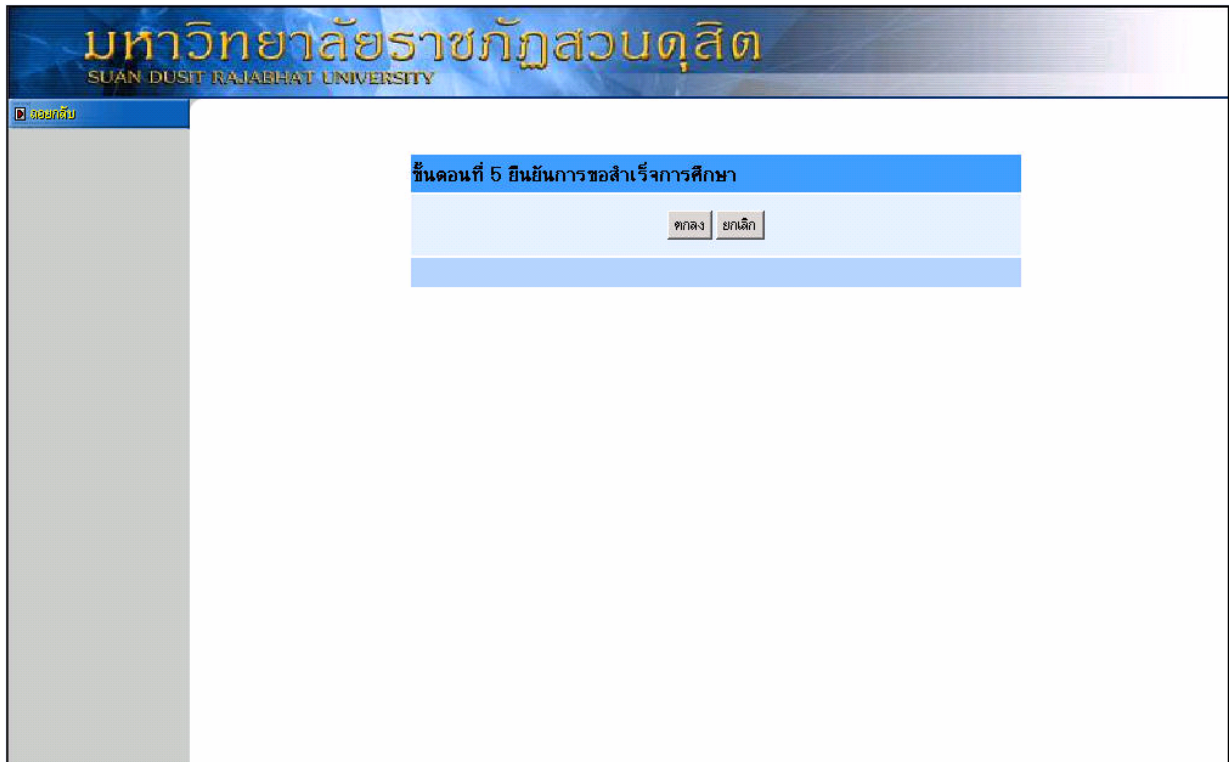 มหาวิทยาลัยราชภัฏสวนดุสิต
SUAN DUSIT RAJABHAT UNIVERSITY
ถอยกลับ
ขั้นตอนที่ 5 ยืนยันการขอสำเร็จการศึกษา
ตกลง ยกเลิก